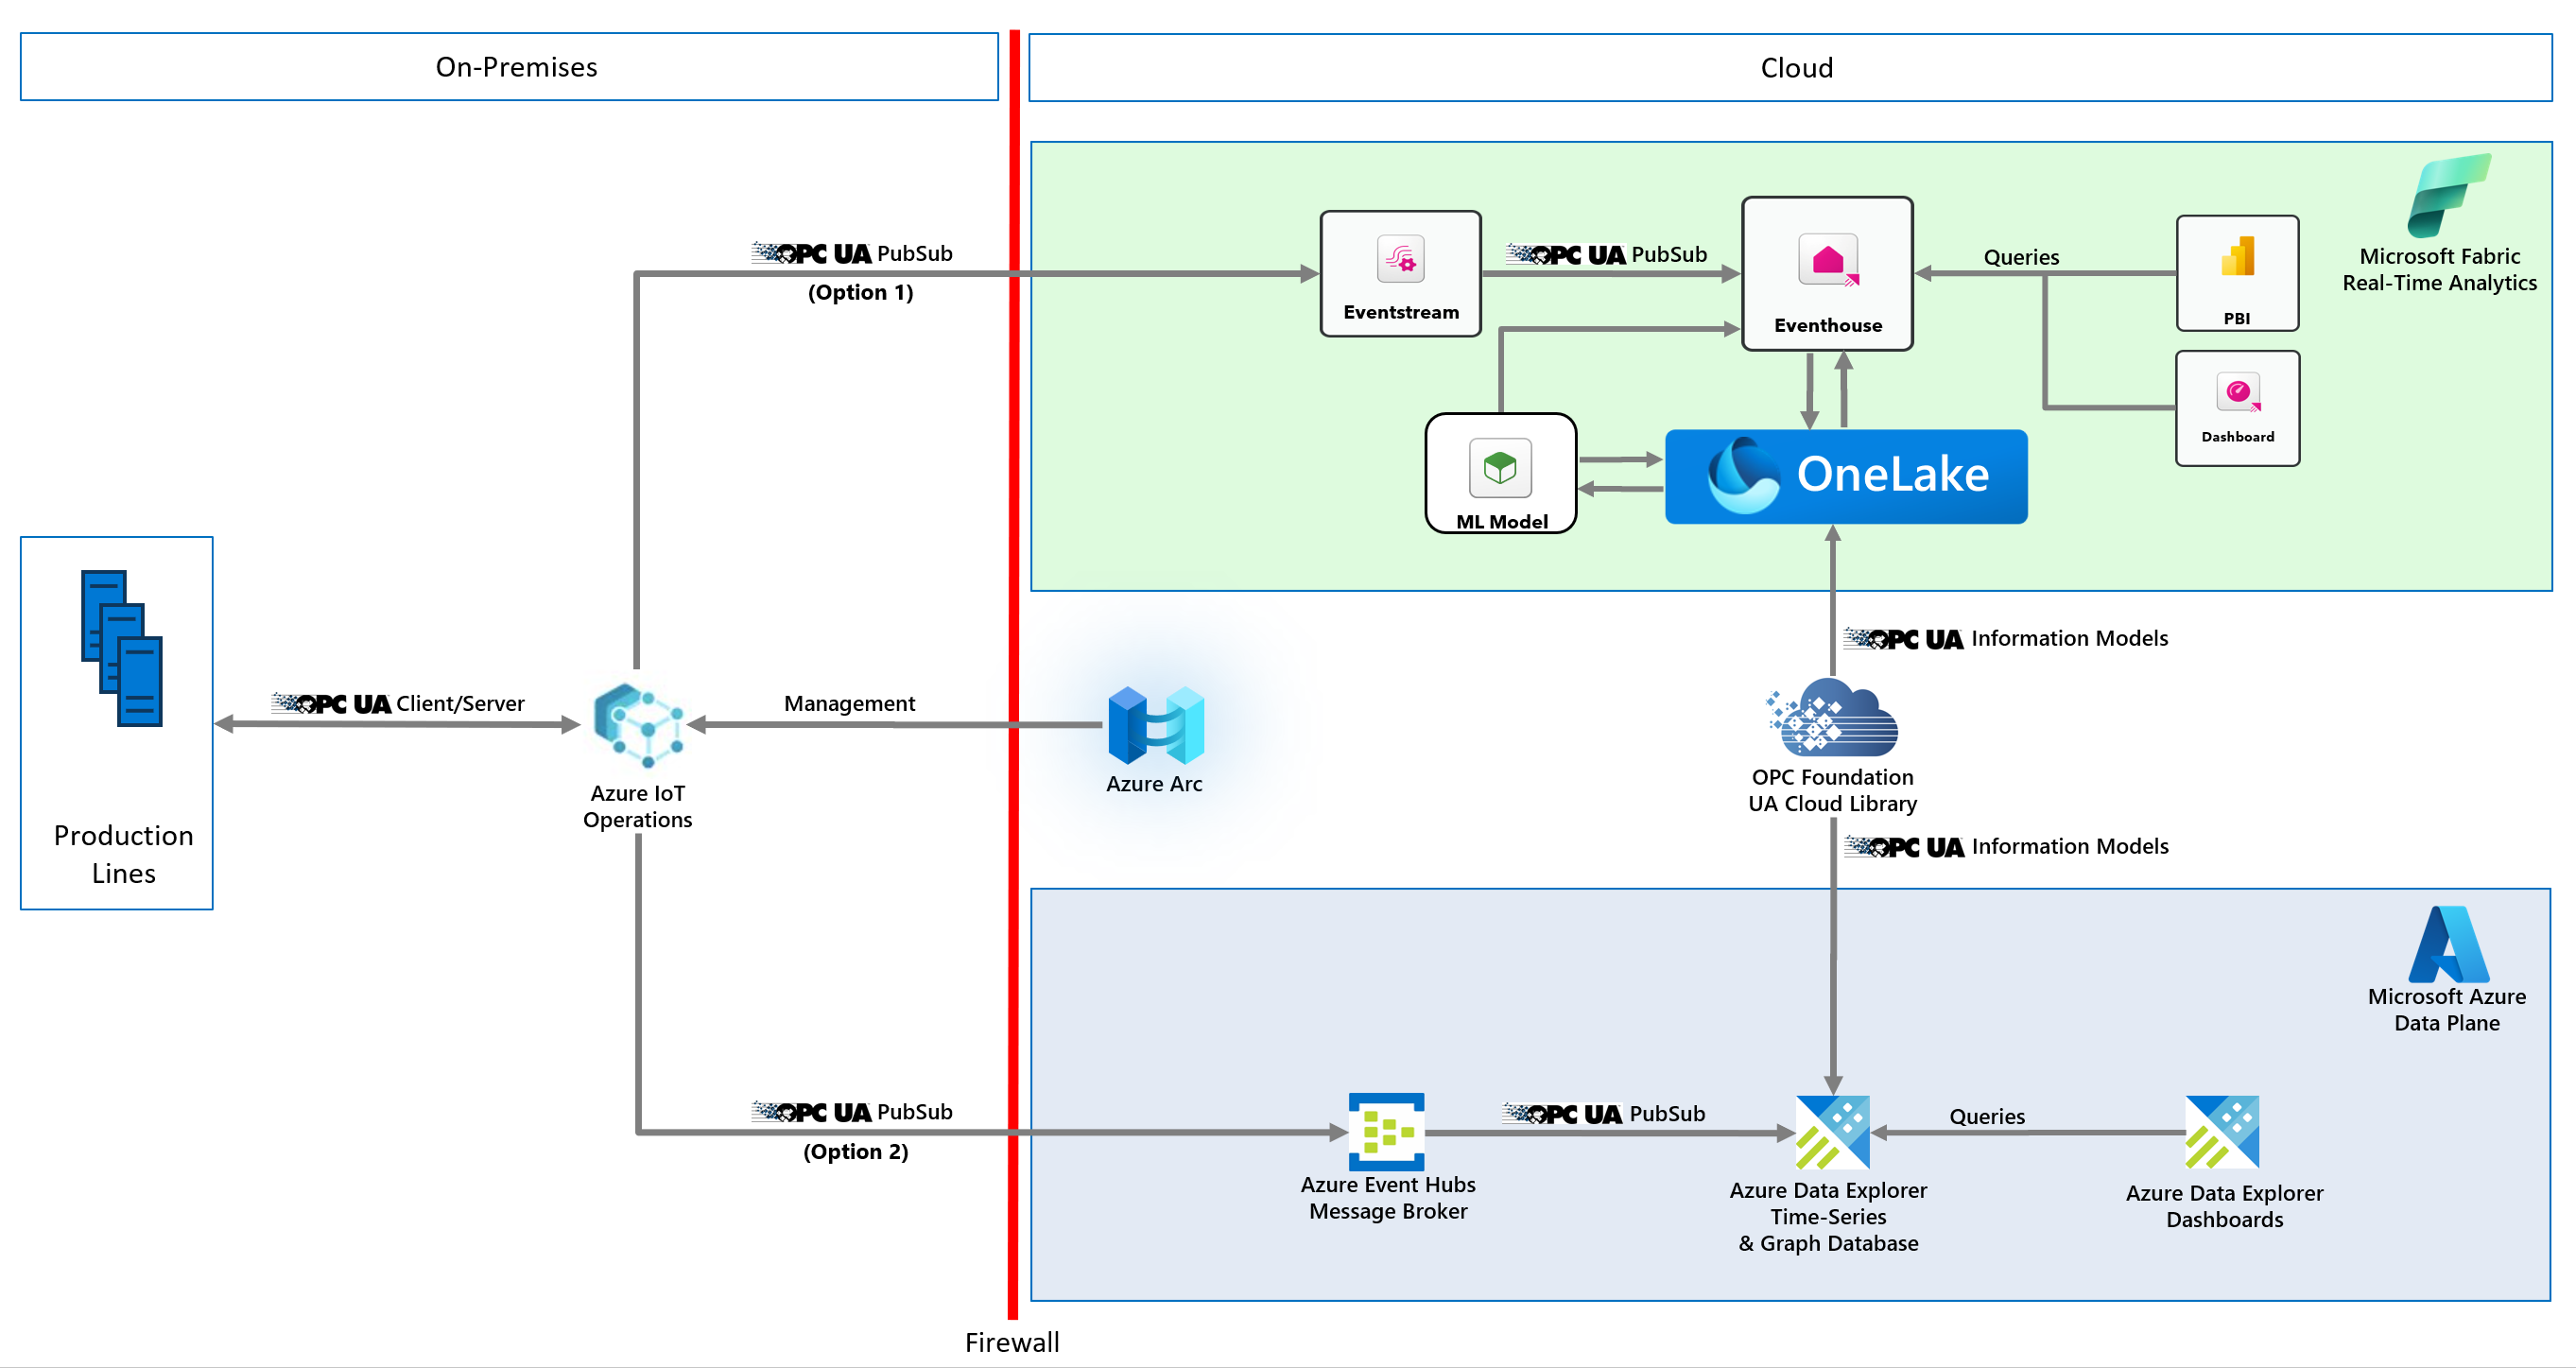 On-Premises
Cloud
Microsoft Fabric
Real-Time Analytics
OPC UA PubSub
(Option 1)
Eventstream
OPC UA PubSub
Eventhouse
Queries
PBI
Dashboard
ML Model
OneLake
OPC UA Information Models
Production
Lines
OPC UA Client/Server
Azure IoT
Operations
Management
Azure Arc
OPC Foundation
UA Cloud Library
OPC UA Information Models
Microsoft Azure
Data Plane
OPC UA PubSub
(Option 2)
Azure Event Hubs
Message Broker
OPC UA PubSub
Azure Data Explorer
Time-Series
& Graph Database
Queries
Azure Data Explorer
Dashboards
Firewall